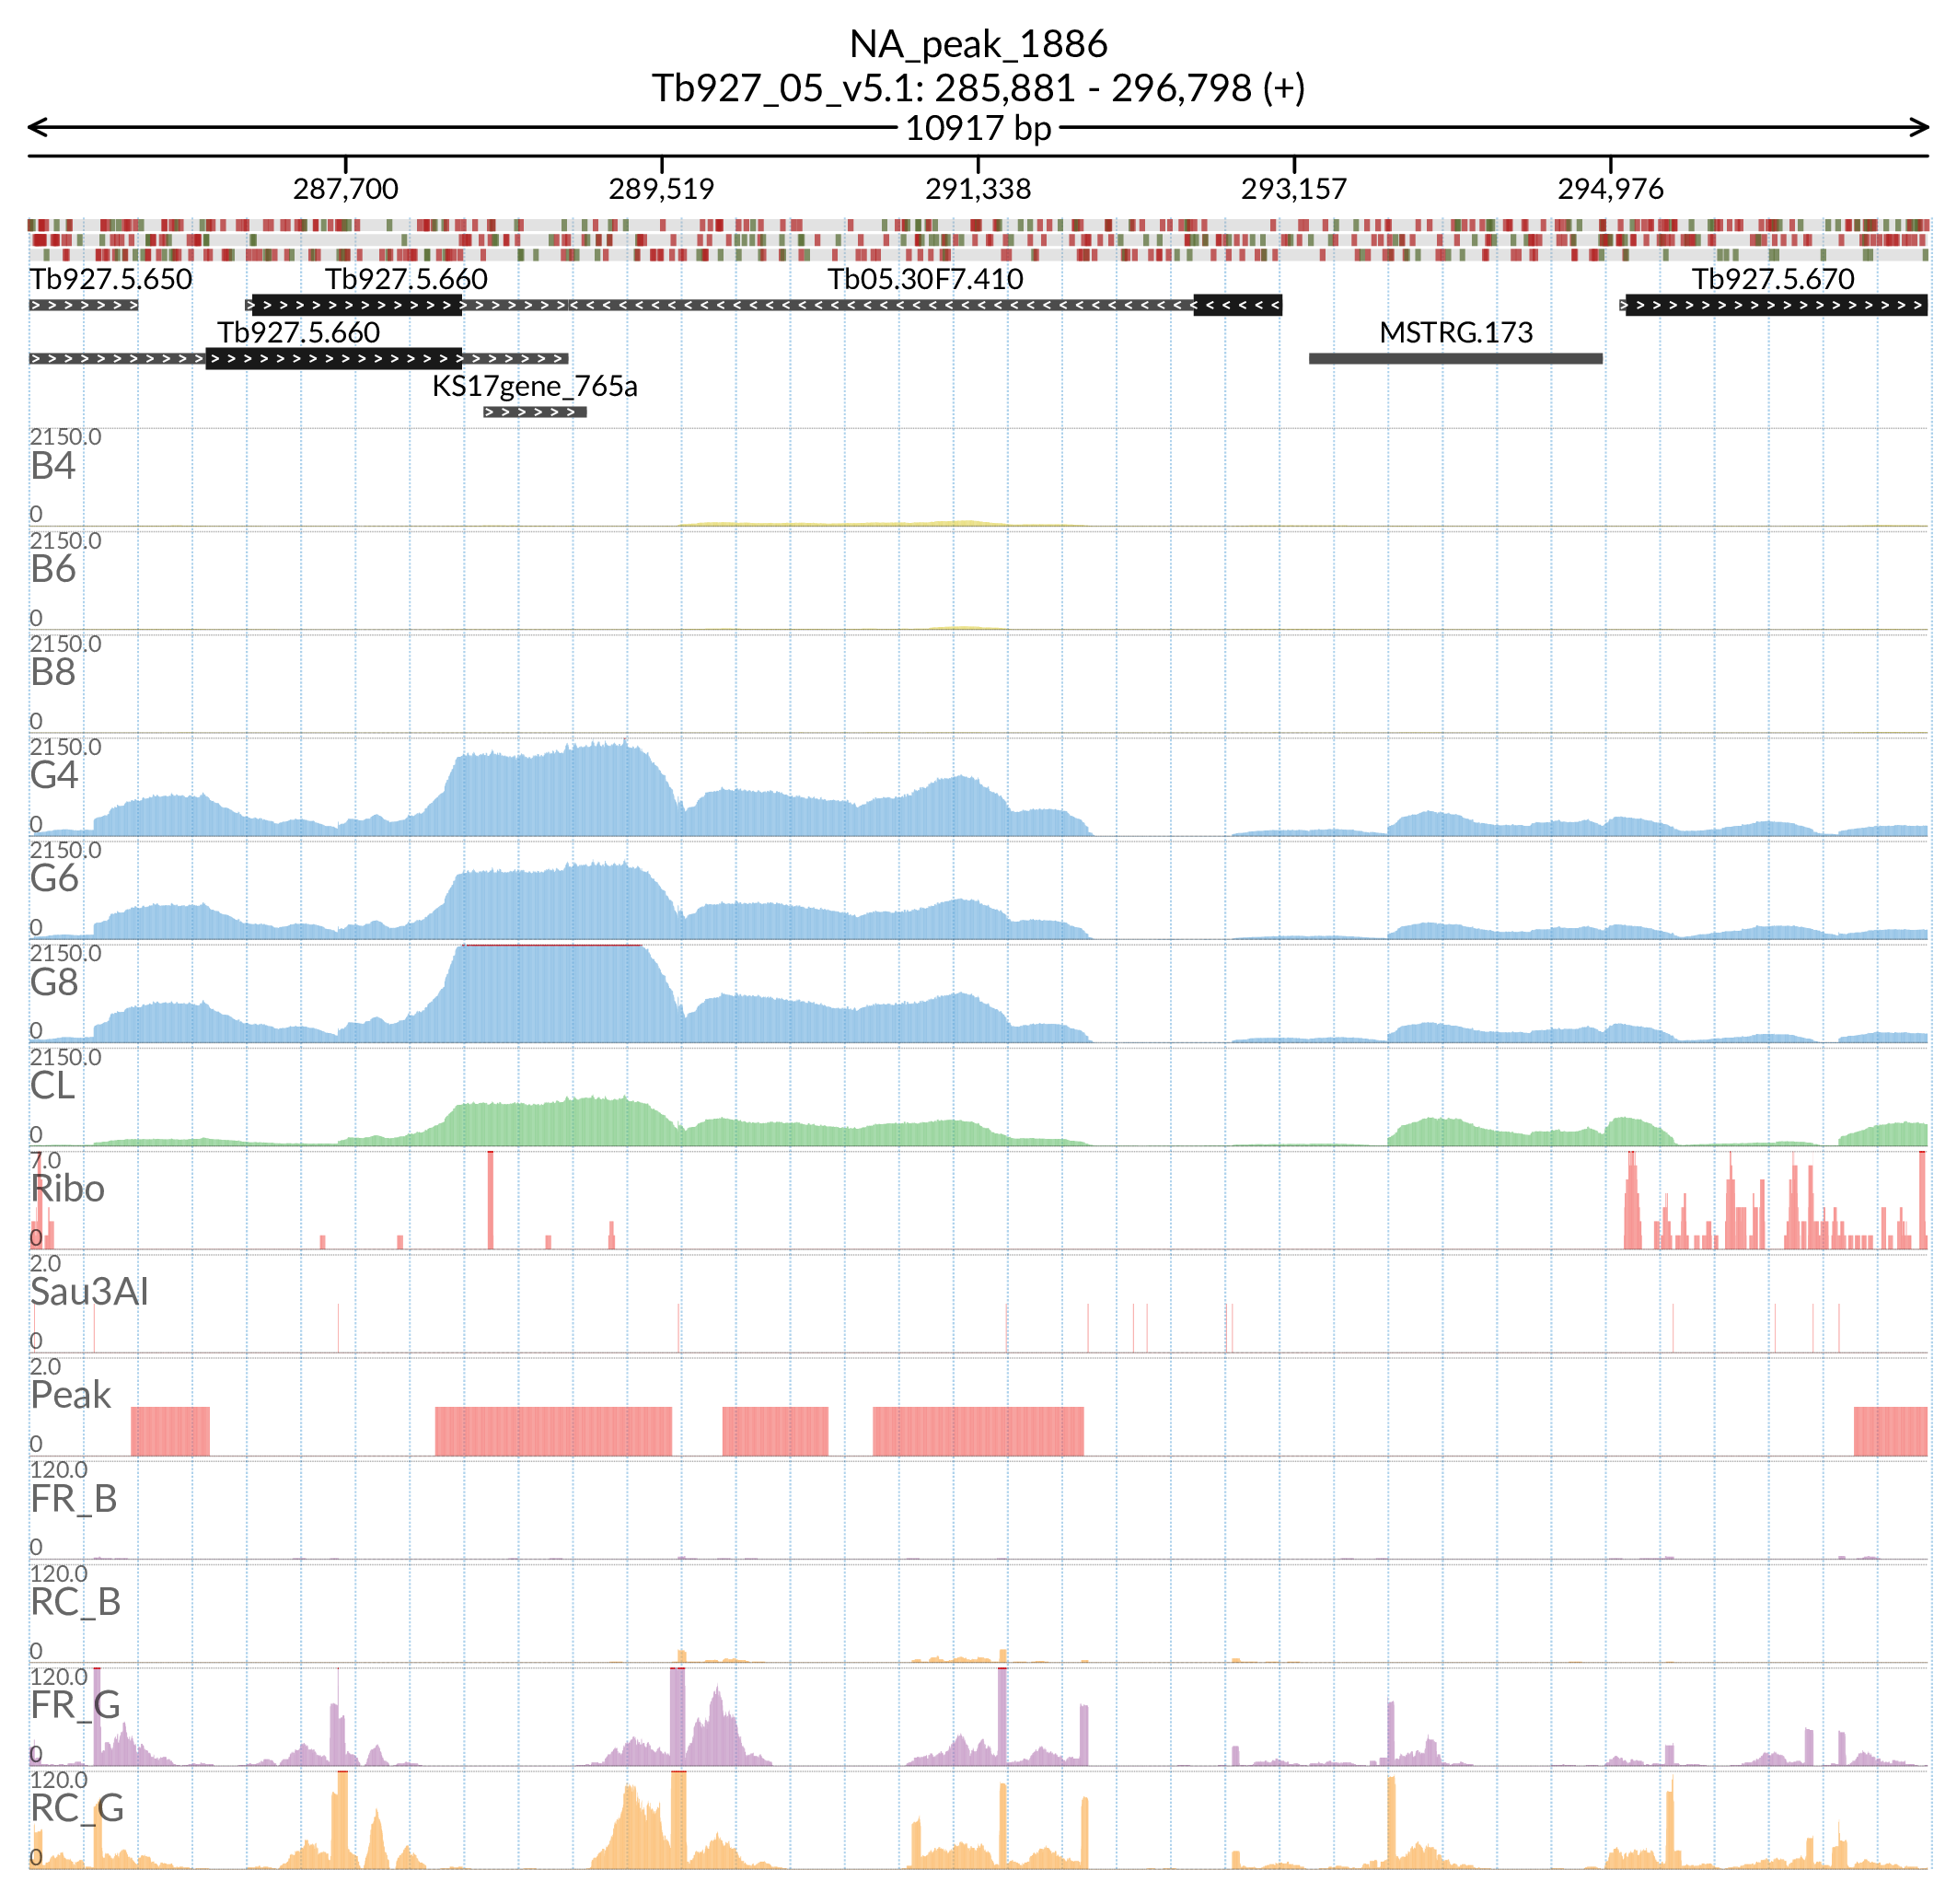 NA_peak_1886
Tb927_05_v5.1: 285,881 - 296,798 (+)
10917 bp
287,700 289,519 291,338 293,157 294,976
Tb927.5.650 Tb927.5.660 Tb05.30F7.410 Tb927.5.670
Tb927.5.660 MSTRG.173
KS17gene_765a
2150.0
B4
0
2150.0
B6
0
2150.0
B8
0
2150.0
G4
0
2150.0
G6
0
2150.0
G8
0
2150.0
CL
0
7.0
Ribo
0
2.0
Sau3AI
0
2.0
Peak
0
120.0
FR_B
0
120.0
RC_B
0
120.0
FR_G
0
120.0
RC_G
0